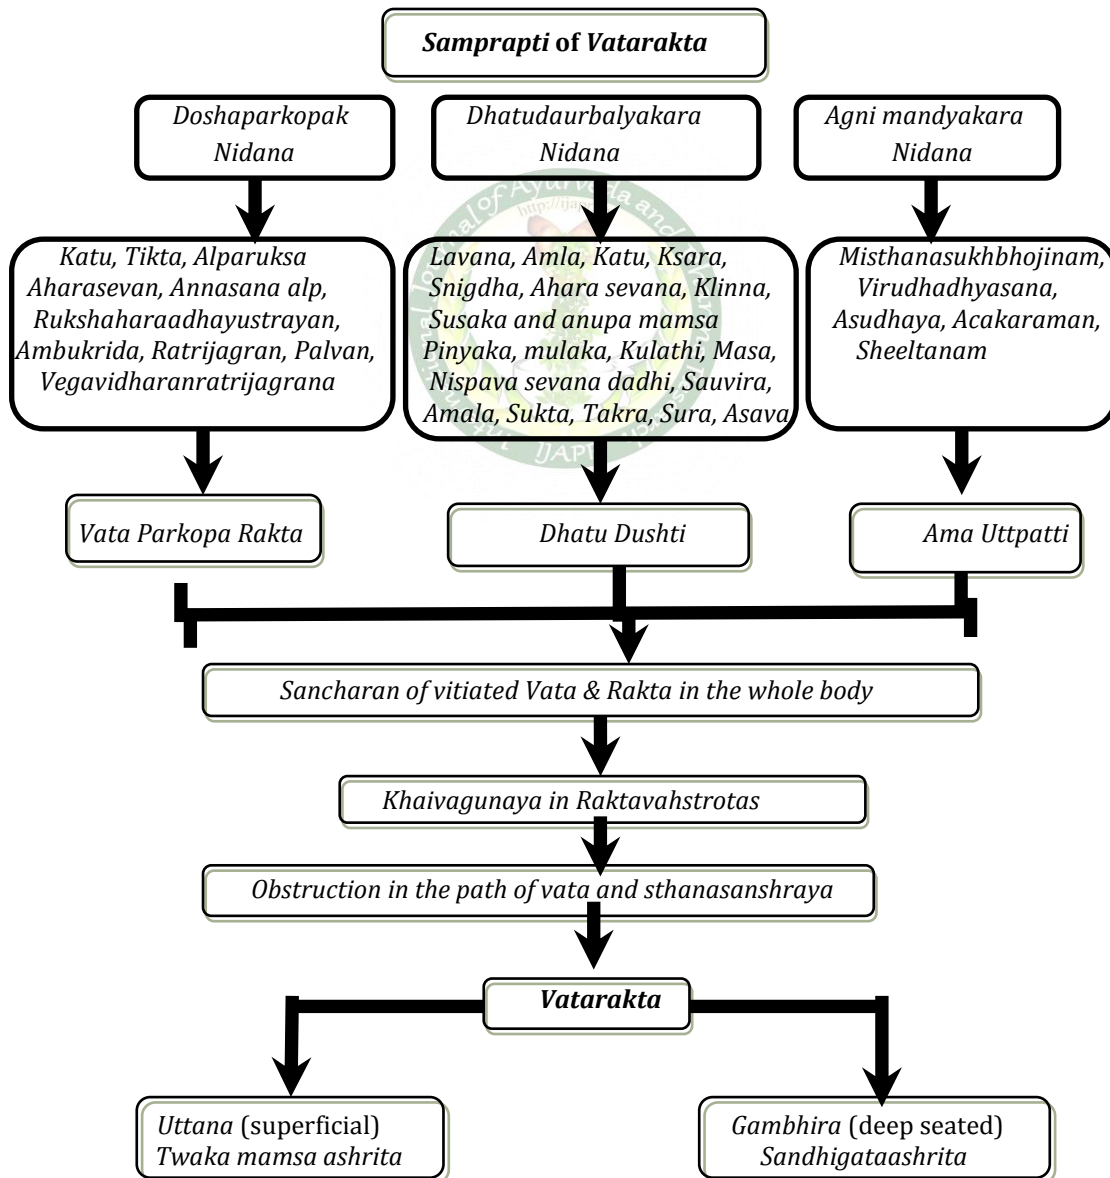 Samprapti of Vatarakta
Doshaparkopak
Nidana
Dhatudaurbalyakara
Nidana
Agni mandyakara
Nidana
Katu, Tikta, Alparuksa
Aharasevan, Annasana alp,
Rukshaharaadhayustrayan,
Ambukrida, Ratrijagran, Palvan,
Vegavidharanratrijagrana
Lavana, Amla, Katu, Ksara,
Snigdha, Ahara sevana, Klinna,
Susaka and anupa mamsa
Pinyaka, mulaka, Kulathi, Masa,
Nispava sevana dadhi, Sauvira,
Amala, Sukta, Takra, Sura, Asava
Misthanasukhbhojinam,
Virudhadhyasana,
Asudhaya, Acakaraman,
Sheeltanam
Vata Parkopa Rakta
Dhatu Dushti
Ama Uttpatti
Sancharan of vitiated Vata & Rakta in the whole body
Khaivagunaya in Raktavahstrotas
Obstruction in the path of vata and sthanasanshraya
Vatarakta
Uttana (superficial)
Twaka mamsa ashrita
Gambhira (deep seated)
Sandhigataashrita